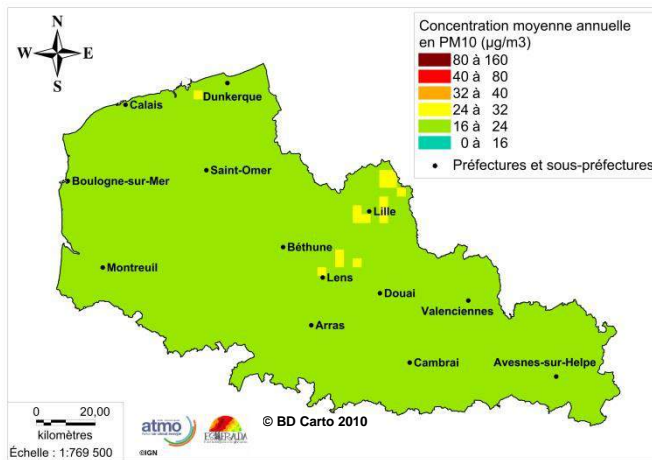 N
W E
S
Concentration moyenne annuelle
en PM10 (µg/m3)
80 à 160
40 à 80
32 à 40
24 à 32
16 à 24
0 à 16
Préfectures et sous-préfectures
Dunkerque
Calais
Saint-Omer
Boulogne-sur-Mer
Lille
Béthune
Montreuil
Lens
Douai
Valenciennes
Arras
Cambrai
Avesnes-sur-Helpe
0 20,00
kilomètres
Échelle : 1:769 500
atmo
ESMERALDA
©IGN
© BD Carto 2010